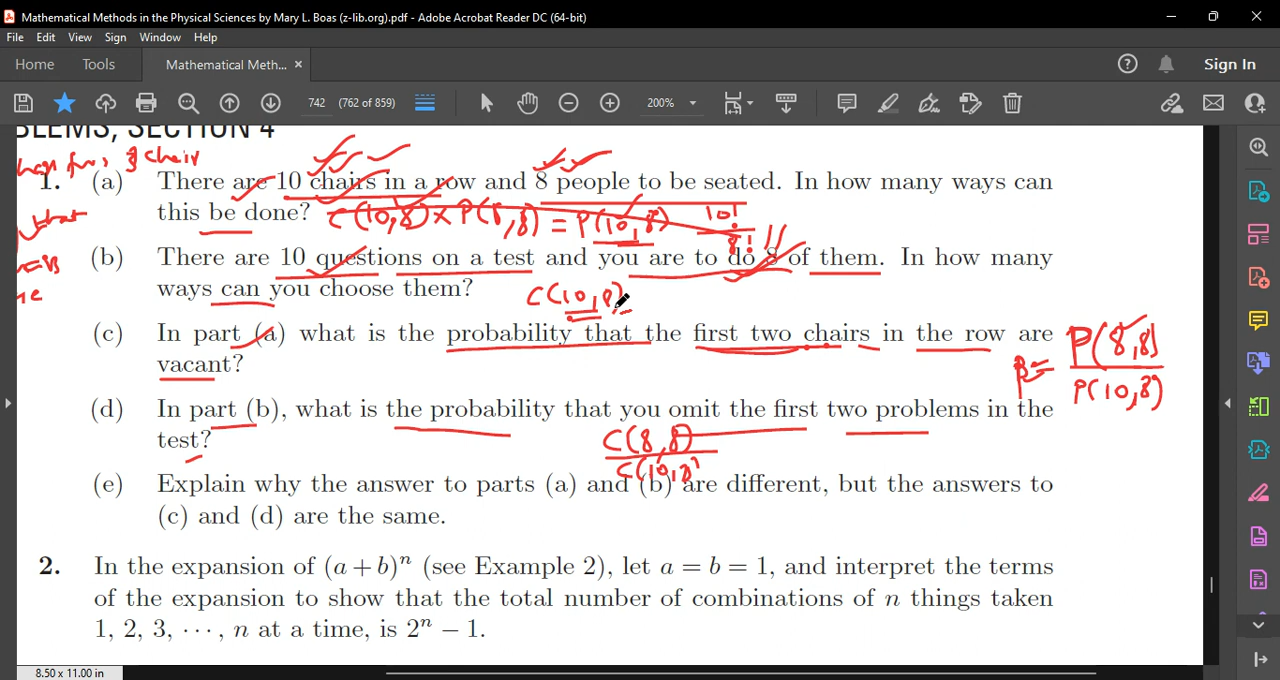 Mathematical Methods in the Physical Sciences by Mary L. Boas (z-lib.org).pdf - Adobe Acrobat Reader DC (64-bit)
File Edit View Sign Window Help
Home Tools Mathematical Meth... × Sign In
742 (762 of 859) 200%
BLEMS, SECTION 4
chair
1. (a) There are 10 chairs in a row and 8 people to be seated. In how many ways can
this be done? C(10,8) × P(8,8) = P(10,8) 10!
8!
that
(b) There are 10 questions on a test and you are to do 8 of them. In how many
ways can you choose them? C(10,8)
(c) In part (a) what is the probability that the first two chairs in the row are
vacant?
P = P(8,8)
P(10,8)
(d) In part (b), what is the probability that you omit the first two problems in the
test? C(8,8)
C(10,8)
(e) Explain why the answer to parts (a) and (b) are different, but the answers to
(c) and (d) are the same.
2. In the expansion of (a + b)ⁿ (see Example 2), let a = b = 1, and interpret the terms
of the expansion to show that the total number of combinations of n things taken
1, 2, 3, ··· , n at a time, is 2ⁿ − 1.
8.50 x 11.00 in